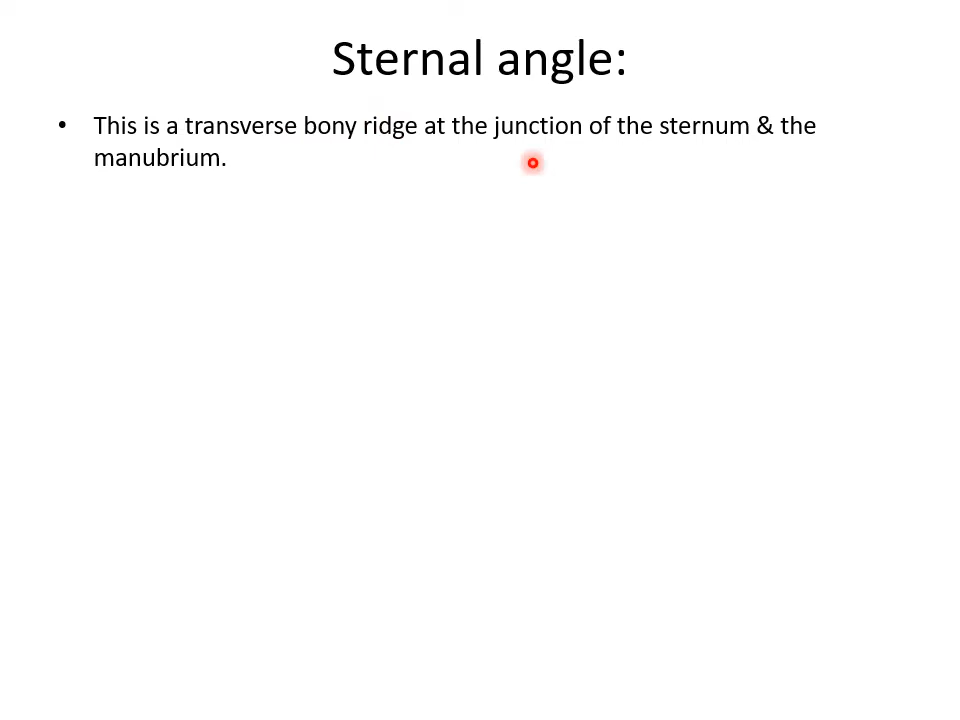 Sternal angle:
• This is a transverse bony ridge at the junction of the sternum & the
manubrium.